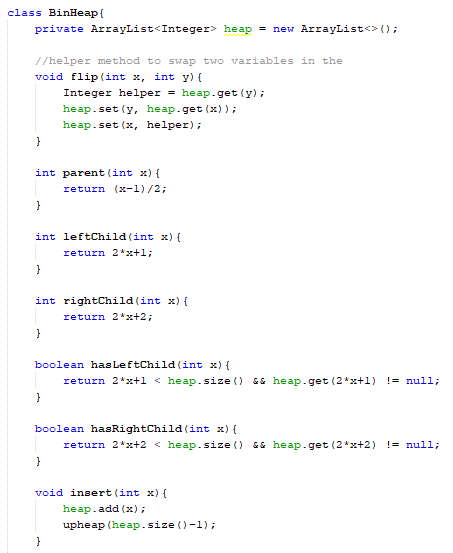 class BinHeap{
    private ArrayList<Integer> heap = new ArrayList<>();
    //helper method to swap two variables in the
    void flip(int x, int y){
        Integer helper = heap.get(y);
        heap.set(y, heap.get(x));
        heap.set(x, helper);
    }
    int parent(int x){
        return (x-1)/2;
    }
    int leftChild(int x){
        return 2*x+1;
    }
    int rightChild(int x){
        return 2*x+2;
    }
    boolean hasLeftChild(int x){
        return 2*x+1 < heap.size() && heap.get(2*x+1) != null;
    }
    boolean hasRightChild(int x){
        return 2*x+2 < heap.size() && heap.get(2*x+2) != null;
    }
    void insert(int x){
        heap.add(x);
        upheap(heap.size()-1);
    }